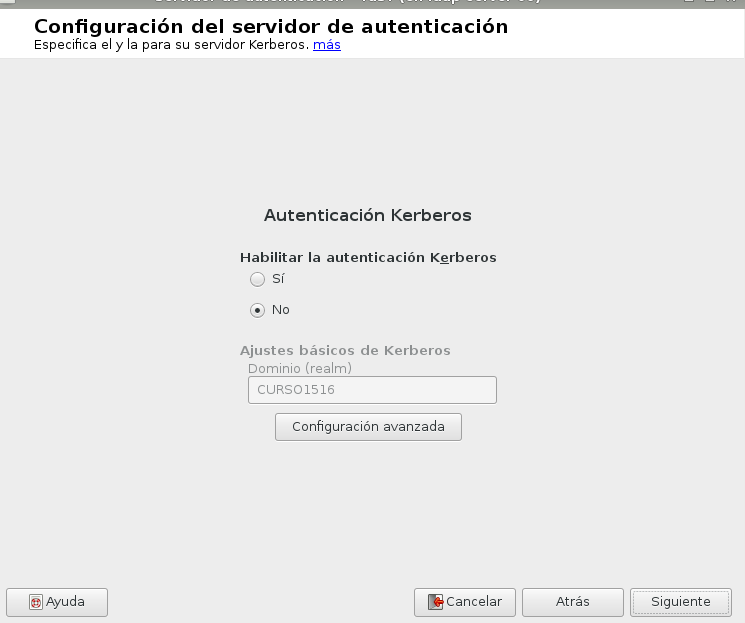 Configuración del servidor de autenticación
Especifica el y la para su servidor Kerberos. más
Autenticación Kerberos
Habilitar la autenticación Kerberos
Sí
No
Ajustes básicos de Kerberos
Dominio (realm)
CURSO1516
Configuración avanzada
Ayuda
Cancelar
Atrás
Siguiente